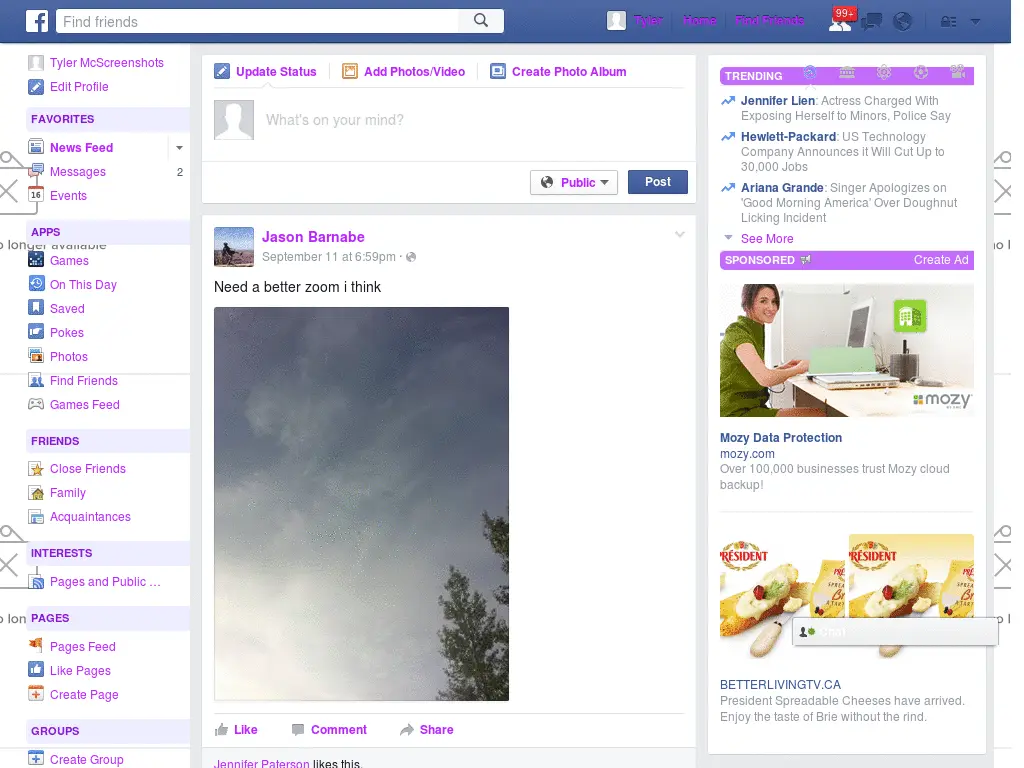 Find friends
Tyler
Home
Find Friends
99+
Tyler McScreenshots
Edit Profile
FAVORITES
News Feed
Messages 2
Events
16
APPS
longer available
Games
On This Day
Saved
Pokes
Photos
Find Friends
Games Feed
FRIENDS
Close Friends
Family
Acquaintances
INTERESTS
Pages and Public ...
PAGES
Pages Feed
Like Pages
Create Page
GROUPS
Create Group
Update Status
Add Photos/Video
Create Photo Album
What's on your mind?
Public
Post
Jason Barnabe
September 11 at 6:59pm ·
Need a better zoom i think
Like
Comment
Share
Jennifer Paterson likes this.
TRENDING
Jennifer Lien: Actress Charged With
Exposing Herself to Minors, Police Say
Hewlett-Packard: US Technology
Company Announces it Will Cut Up to
30,000 Jobs
Ariana Grande: Singer Apologizes on
'Good Morning America' Over Doughnut
Licking Incident
See More
SPONSORED
Create Ad
mozy
Mozy Data Protection
mozy.com
Over 100,000 businesses trust Mozy cloud
backup!
PRÉSIDENT
PRÉSIDENT
Chat
BETTERLIVINGTV.CA
President Spreadable Cheeses have arrived.
Enjoy the taste of Brie without the rind.